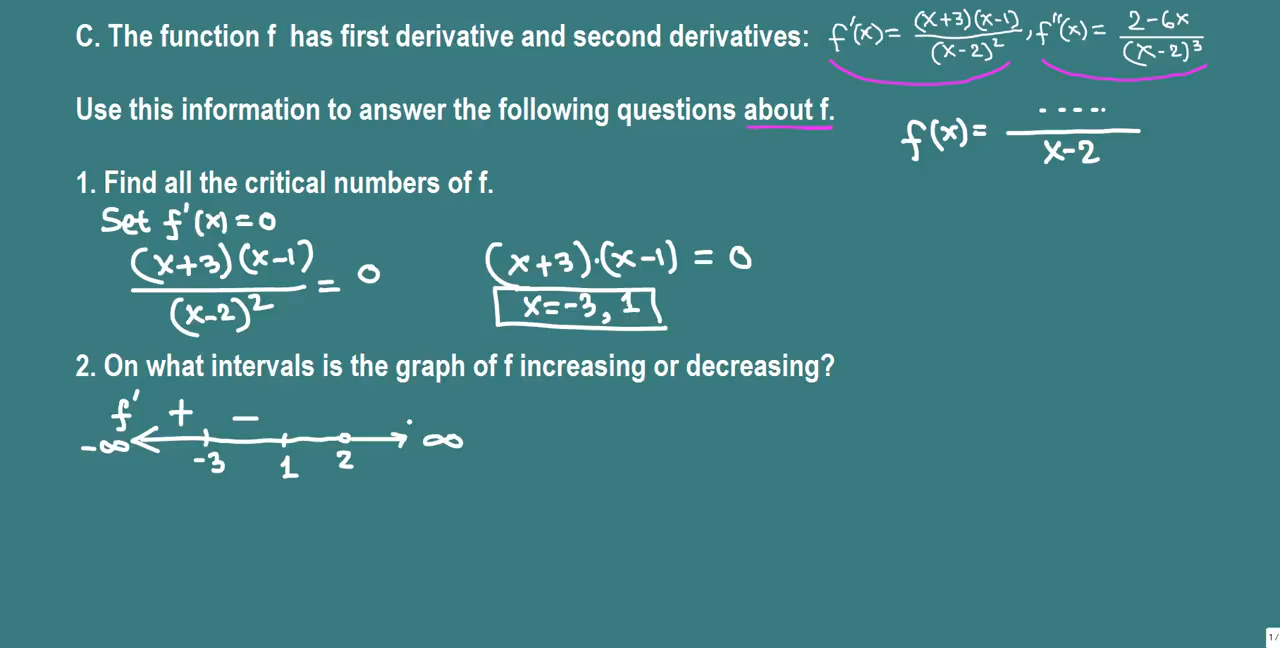 C. The function f has first derivative and second derivatives: f'(x) = (x+3)(x-1)/(x-2)², f''(x) = 2-6x/(x-2)³
Use this information to answer the following questions about f.
f(x) = ...../x-2
1. Find all the critical numbers of f.
Set f'(x) = 0
(x+3)(x-1)/(x-2)² = 0
(x+3)·(x-1) = 0
x = -3, 1
2. On what intervals is the graph of f increasing or decreasing?
f' + -
-∞ -3 1 2 ∞
1/